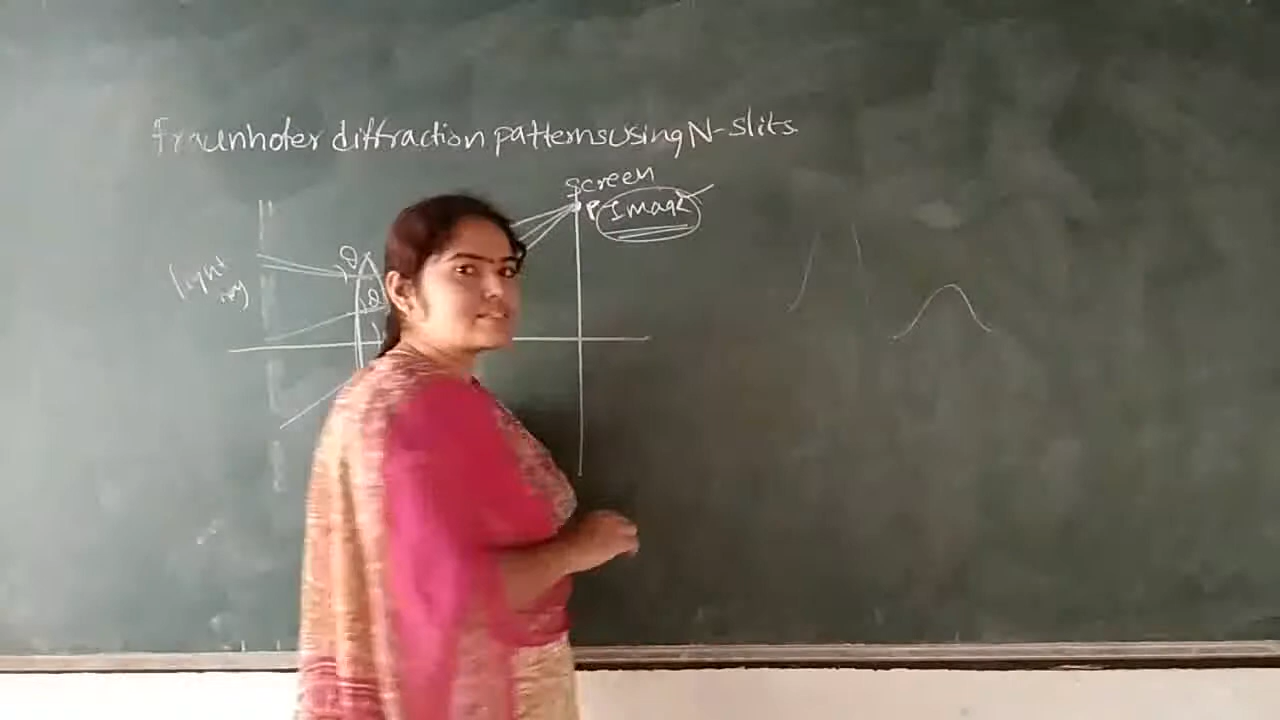 Fraunhofer diffraction patterns using N-slits
Screen
P Image
light
ray
θ
θ